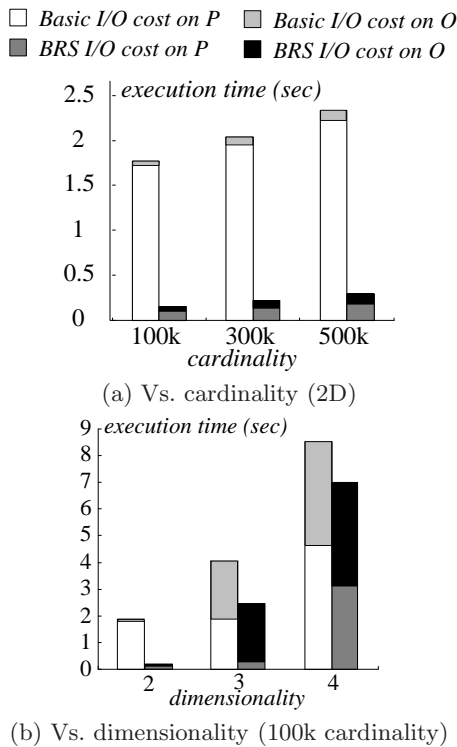 Basic I/O cost on P Basic I/O cost on O
BRS I/O cost on P BRS I/O cost on O
execution time (sec)
2.5
2
1.5
1
0.5
0
100k 300k 500k
cardinality
(a) Vs. cardinality (2D)
execution time (sec)
9
8
7
6
5
4
3
2
1
0
2 3 4
dimensionality
(b) Vs. dimensionality (100k cardinality)